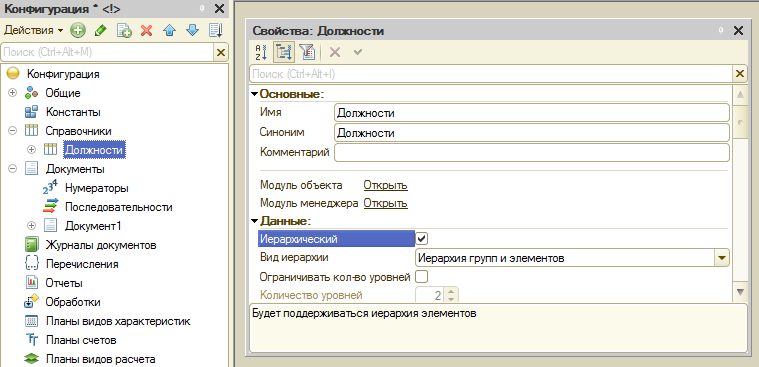 Конфигурация * <!>
Действия
Поиск (Ctrl+Alt+M)
Конфигурация
Общие
Константы
Справочники
Должности
Документы
Нумераторы
Последовательности
Документ1
Журналы документов
Перечисления
Отчеты
Обработки
Планы видов характеристик
Планы счетов
Планы видов расчета
Свойства: Должности
Поиск (Ctrl+Alt+I)
Основные:
Имя Должности
Синоним Должности
Комментарий
Модуль объекта Открыть
Модуль менеджера Открыть
Данные:
Иерархический
Вид иерархии Иерархия групп и элементов
Ограничивать кол-во уровней
Количество уровней 2
Будет поддерживаться иерархия элементов